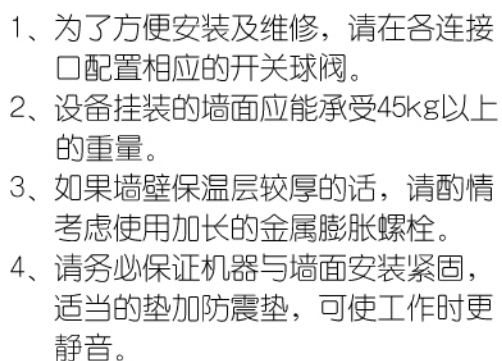 1、为了方便安装及维修，请在各连接
口配置相应的开关球阀。
2、设备挂装的墙面应能承受45kg以上
的重量。
3、如果墙壁保温层较厚的话，请酌情
考虑使用加长的金属膨胀螺栓。
4、请务必保证机器与墙面安装紧固，
适当的垫加防震垫，可使工作时更
静音。